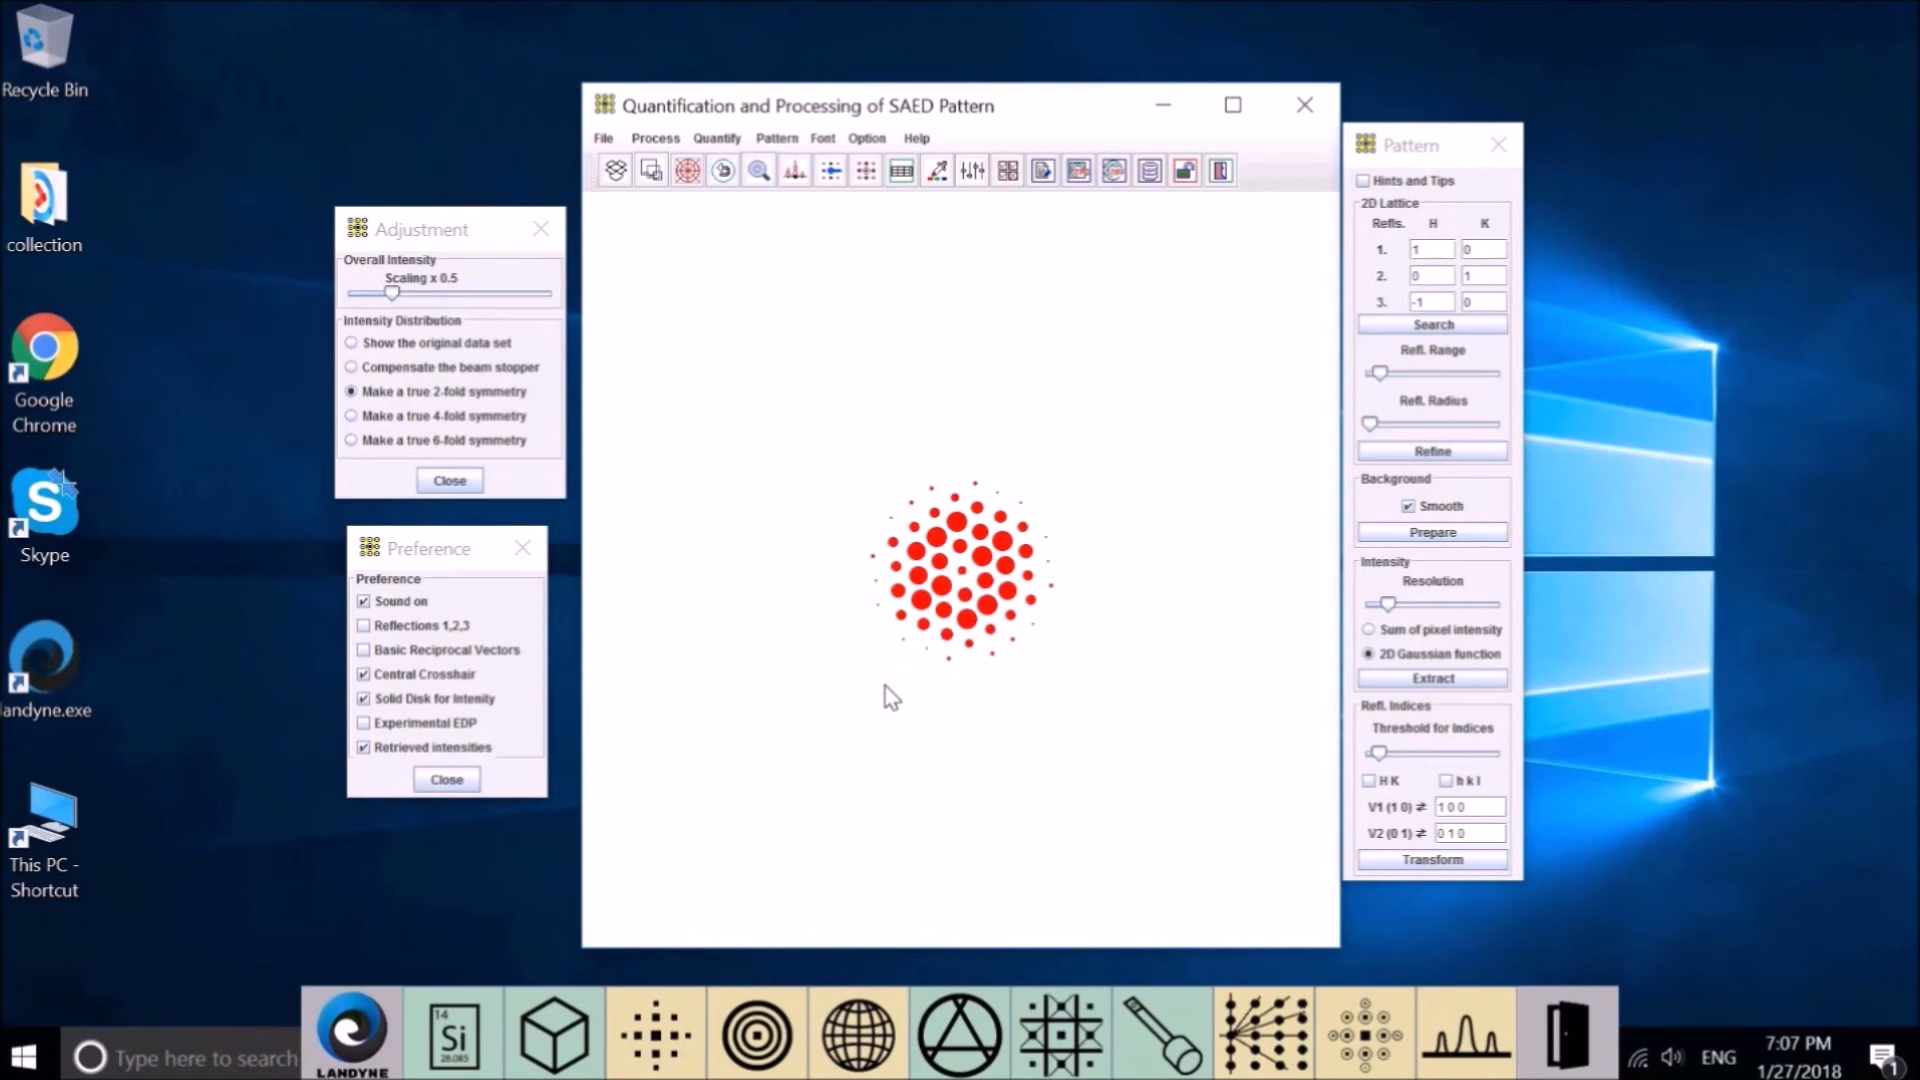 Recycle Bin
collection
Google
Chrome
Skype
landyne.exe
This PC -
Shortcut
Adjustment
Overall Intensity
Scaling x 0.5
Intensity Distribution
Show the original data set
Compensate the beam stopper
Make a true 2-fold symmetry
Make a true 4-fold symmetry
Make a true 6-fold symmetry
Close
Preference
Preference
Sound on
Reflections 1,2,3
Basic Reciprocal Vectors
Central Crosshair
Solid Disk for Intenity
Experimental EDP
Retrieved intensities
Close
Quantification and Processing of SAED Pattern
File Process Quantify Pattern Font Option Help
Pattern
Hints and Tips
2D Lattice
Refls. H K
1. 1 0
2. 0 1
3. -1 0
Search
Refl. Range
Refl. Radius
Refine
Background
Smooth
Prepare
Intensity
Resolution
Sum of pixel intensity
2D Gaussian function
Extract
Refl. Indices
Threshold for Indices
H K h k l
V1 (1 0) ⇄ 1 0 0
V2 (0 1) ⇄ 0 1 0
Transform
Type here to search
LANDYNE
14
Si
28.085
ENG
7:07 PM
1/27/2018
1